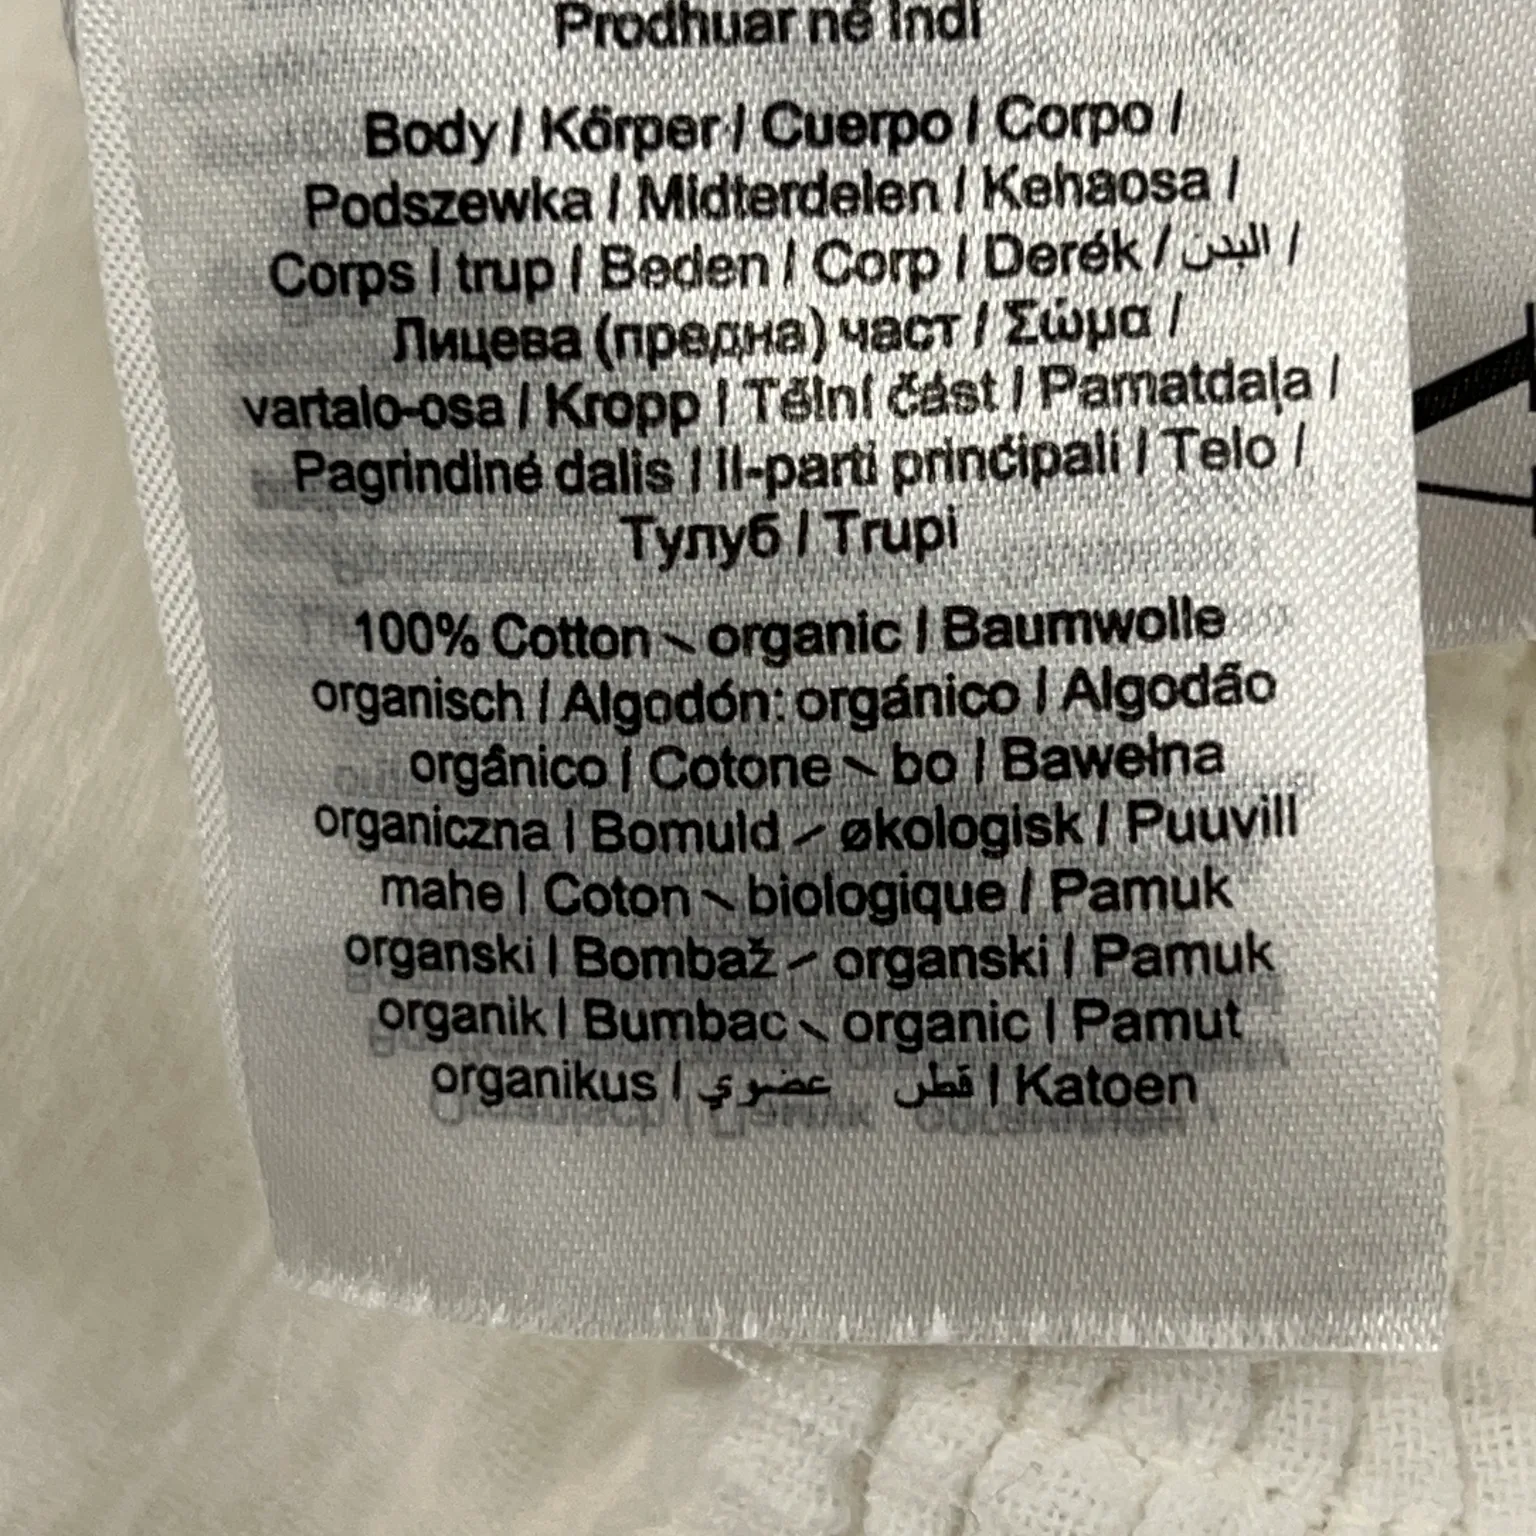 Prodhuar në Indi
Body / Körper / Cuerpo / Corpo /
Podszewka / Midterdelen / Kehaosa /
Corps / trup / Beden / Corp / Derék / البدن /
Лицева (предна) част / Σώμα /
vartalo-osa / Kropp / Tělní část / Pamatdaļa /
Pagrindinė dalis / Il-parti prinċipali / Telo /
Тулуб / Trupi
100% Cotton - organic / Baumwolle
organisch / Algodón: orgánico / Algodão
orgânico / Cotone - bo / Bawełna
organiczna / Bomuld - økologisk / Puuvill
mahe / Coton - biologique / Pamuk
organski / Bombaž - organski / Pamuk
organik / Bumbac - organic / Pamut
organikus / قطن عضوي / Katoen